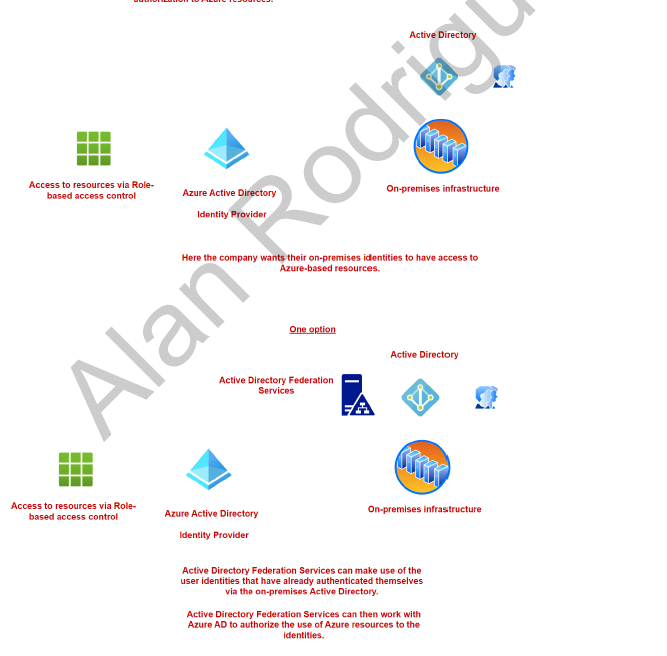 authorization to Azure resources.
Active Directory
Access to resources via Role-
based access control
Azure Active Directory
Identity Provider
On-premises infrastructure
Here the company wants their on-premises identities to have access to
Azure-based resources.
One option
Active Directory
Active Directory Federation
Services
Access to resources via Role-
based access control
Azure Active Directory
Identity Provider
On-premises infrastructure
Active Directory Federation Services can make use of the
user identities that have already authenticated themselves
via the on-premises Active Directory.
Active Directory Federation Services can then work with
Azure AD to authorize the use of Azure resources to the
identities.
Alan Rodrigu